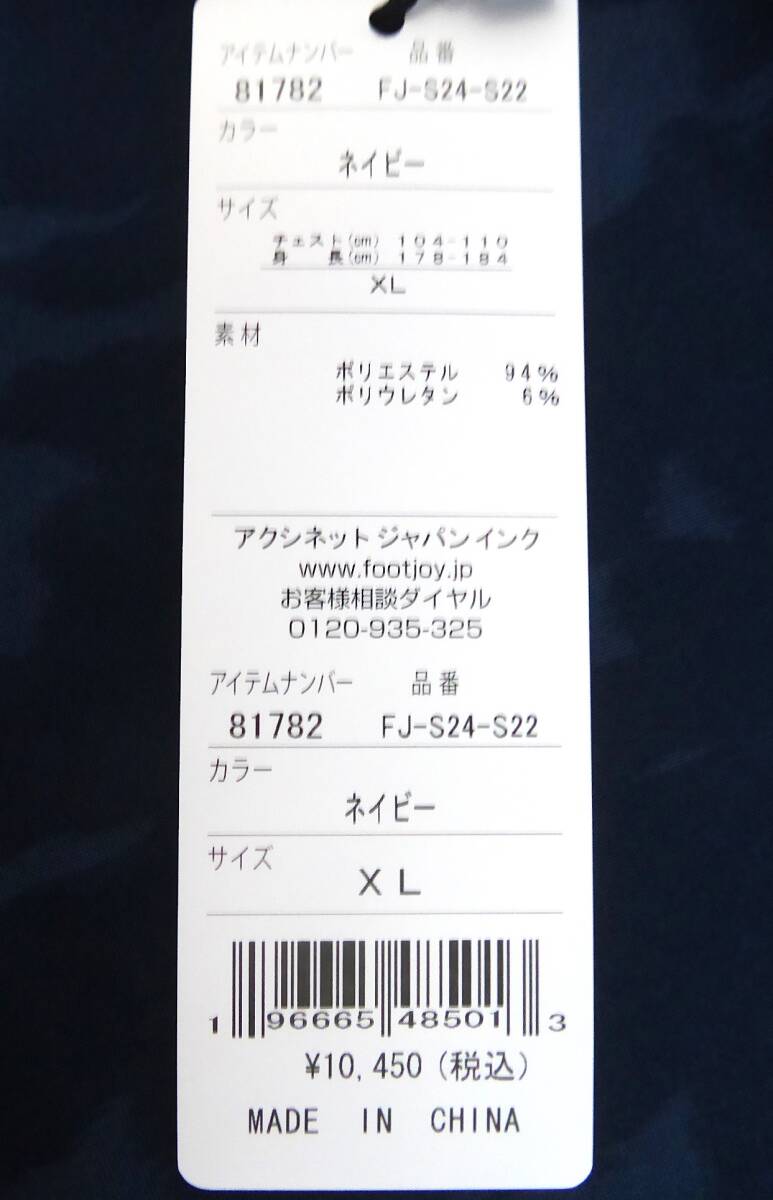 アイテムナンバー 品番
81782 FJ-S24-S22
カラー
ネイビー
サイズ
チェスト(cm) 104-110
身 長(cm) 178-184
XL
素材
ポリエステル 94%
ポリウレタン 6%
アクシネット ジャパン インク
www.footjoy.jp
お客様相談ダイヤル
0120-935-325
アイテムナンバー 品番
81782 FJ-S24-S22
カラー
ネイビー
サイズ
XL
1 96665 48501 3
¥10,450(税込)
MADE IN CHINA